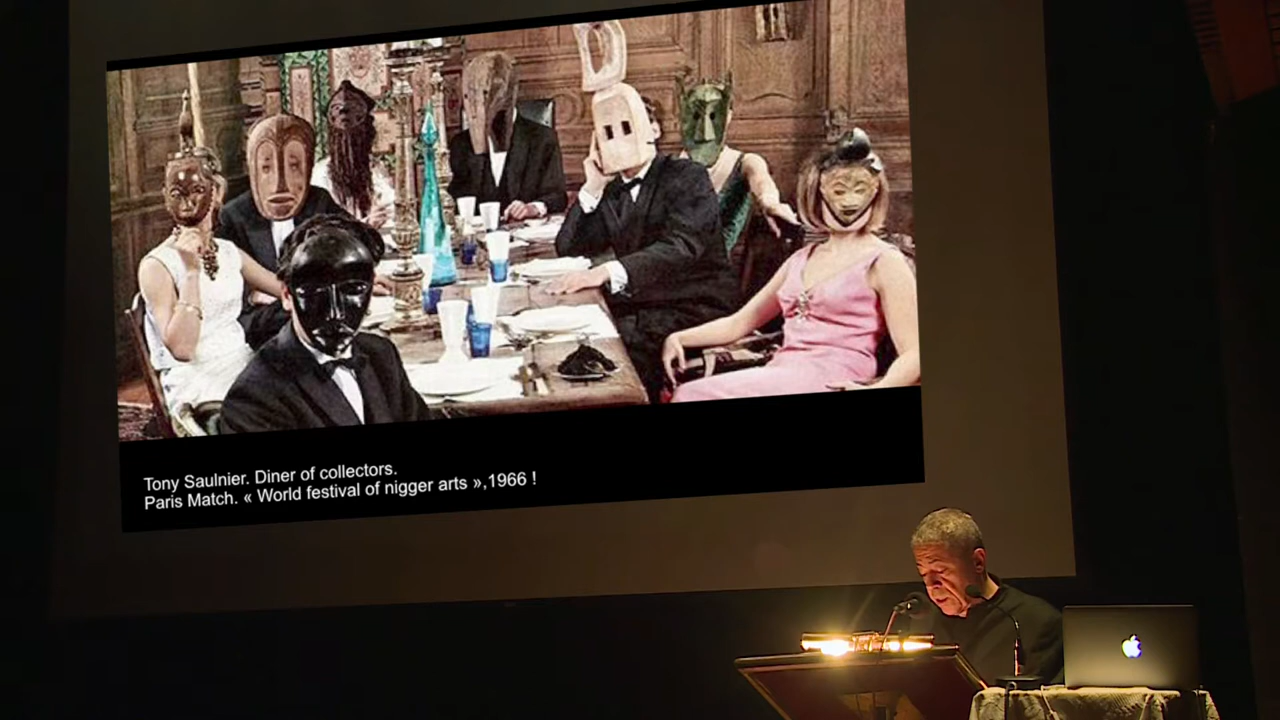 Tony Saulnier. Diner of collectors.
Paris Match. « World festival of nigger arts »,1966 !